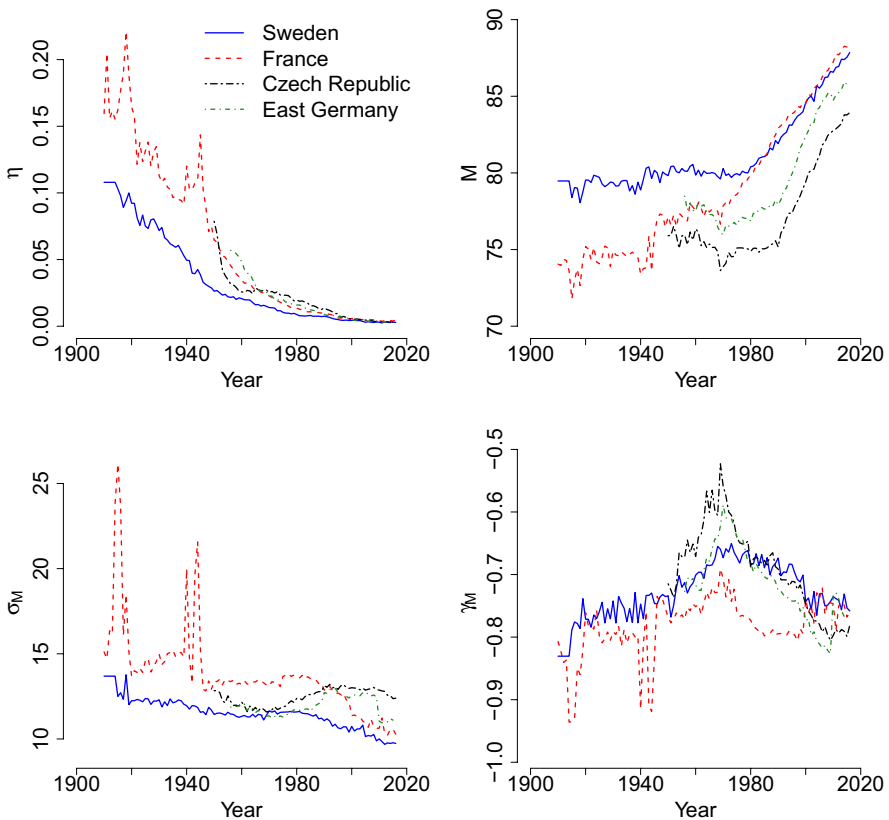 Sweden
France
Czech Republic
East Germany
0.00 0.05 0.10 0.15 0.20
η
1900 1940 1980 2020
Year
70 75 80 85 90
M
1900 1940 1980 2020
Year
10 15 20 25
σM
1900 1940 1980 2020
Year
−1.0 −0.9 −0.8 −0.7 −0.6 −0.5
γM
1900 1940 1980 2020
Year